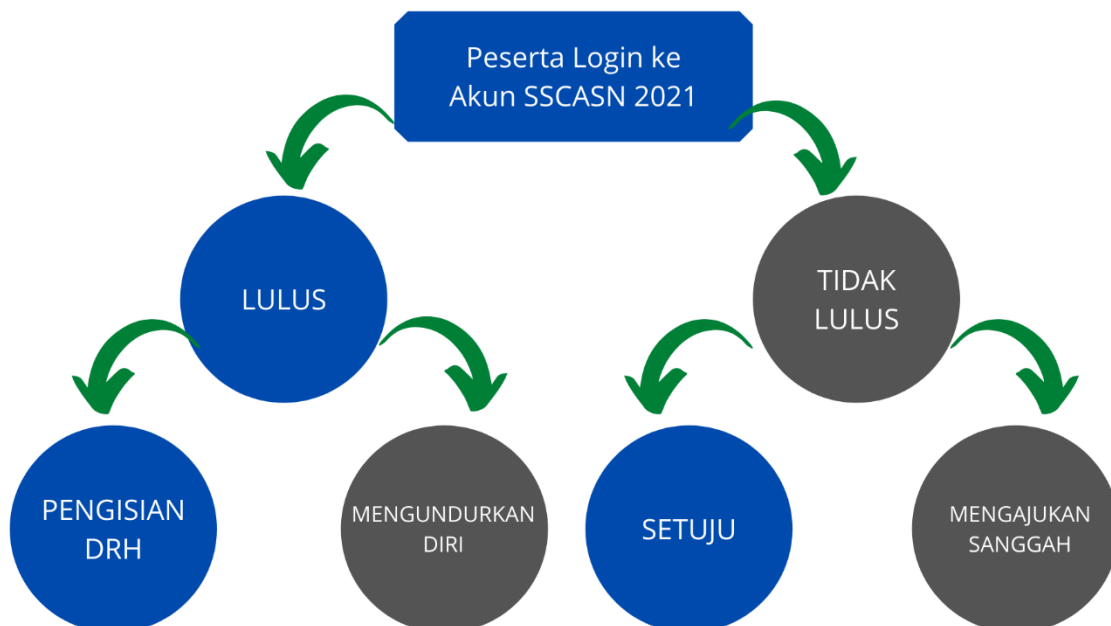 Peserta Login ke
Akun SSCASN 2021
LULUS
TIDAK
LULUS
PENGISIAN
DRH
MENGUNDURKAN
DIRI
SETUJU
MENGAJUKAN
SANGGAH